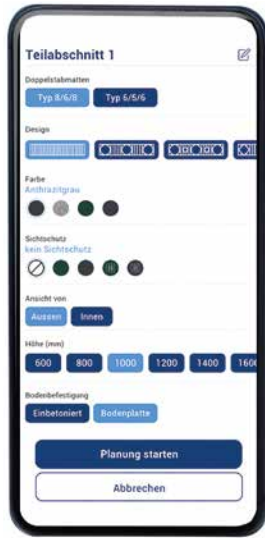 Teilabschnitt 1
Doppelstabmatten
Typ 8/6/8 Typ 6/5/6
Design
Farbe
Anthrazitgrau
Sichtschutz
kein Sichtschutz
Ansicht von
Aussen Innen
Höhe (mm)
600 800 1000 1200 1400 1600
Bodenbefestigung
Einbetoniert Bodenplatte
Planung starten
Abbrechen